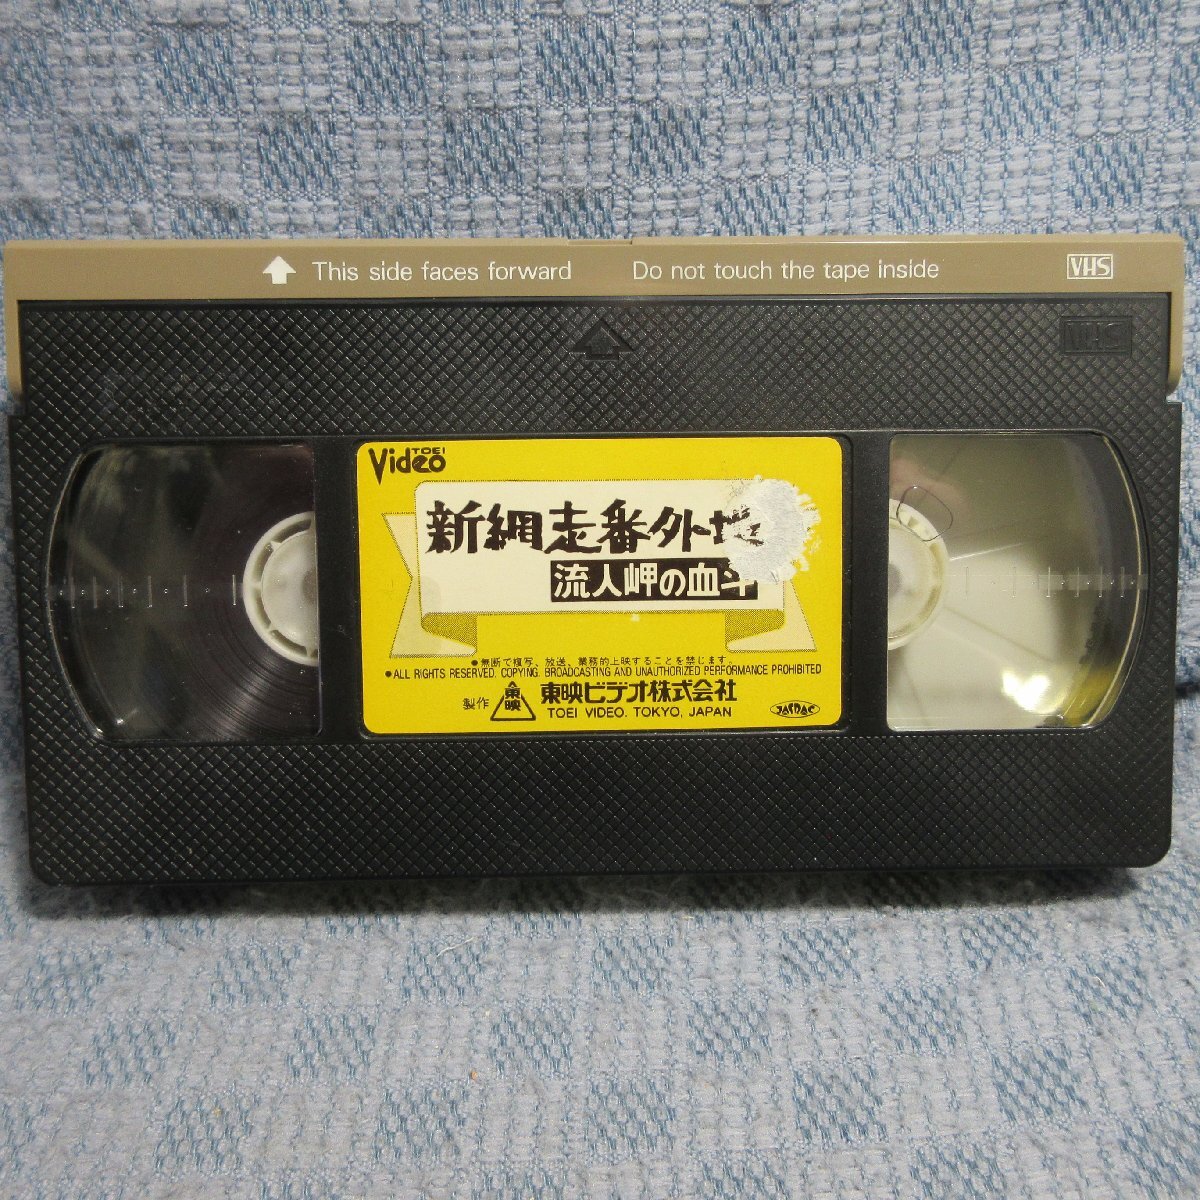 This side faces forward Do not touch the tape inside VHS
VHS
TOEI
Video
新網走番外地
流人岬の血斗
●無断で複写、放送、業務的上映することを禁じます。
●ALL RIGHTS RESERVED. COPYING, BROADCASTING AND UNAUTHORIZED PERFORMANCE PROHIBITED
製作 東映 東映ビデオ株式会社
TOEI VIDEO. TOKYO, JAPAN
JASRAC